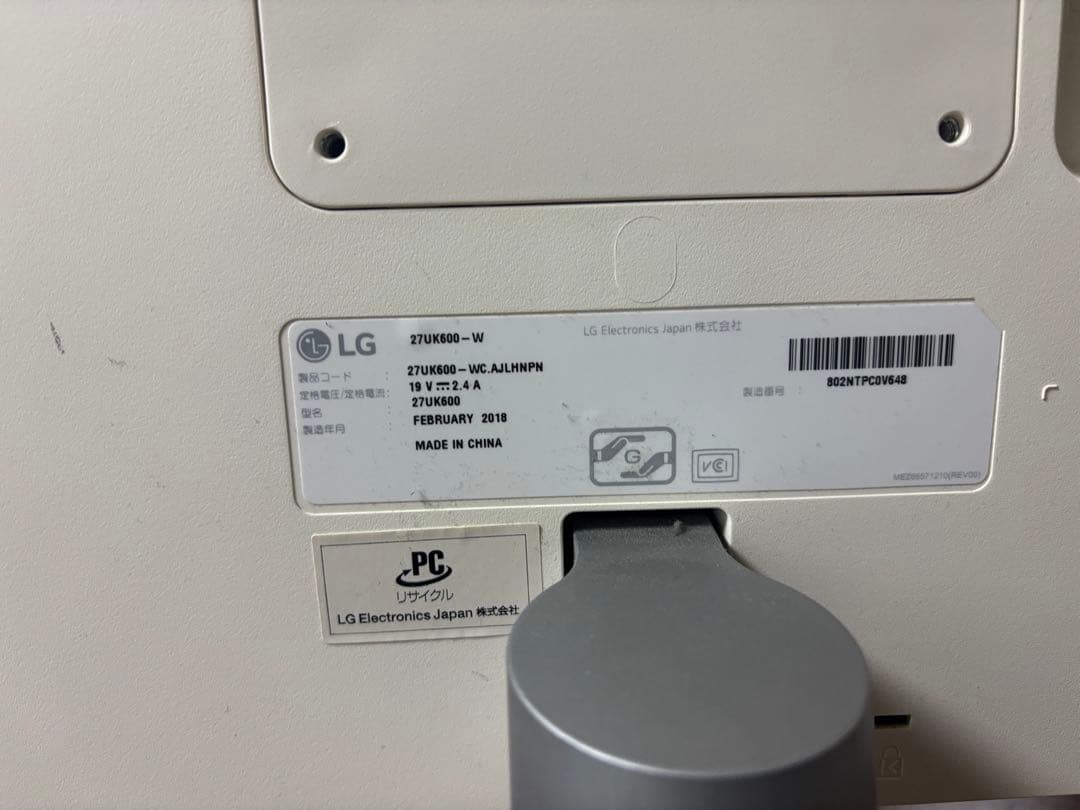 LG 27UK600-W LG Electronics Japan 株式会社
製品コード : 27UK600-WC.AJLHNPN
定格電圧/定格電流: 19 V ⎓ 2.4 A
型名 27UK600
製造年月 : FEBRUARY 2018
MADE IN CHINA
製造番号 : 802NTPC0V648
G
VCI
MEZ66571210(REV00)
PC
リサイクル
LG Electronics Japan 株式会社
K